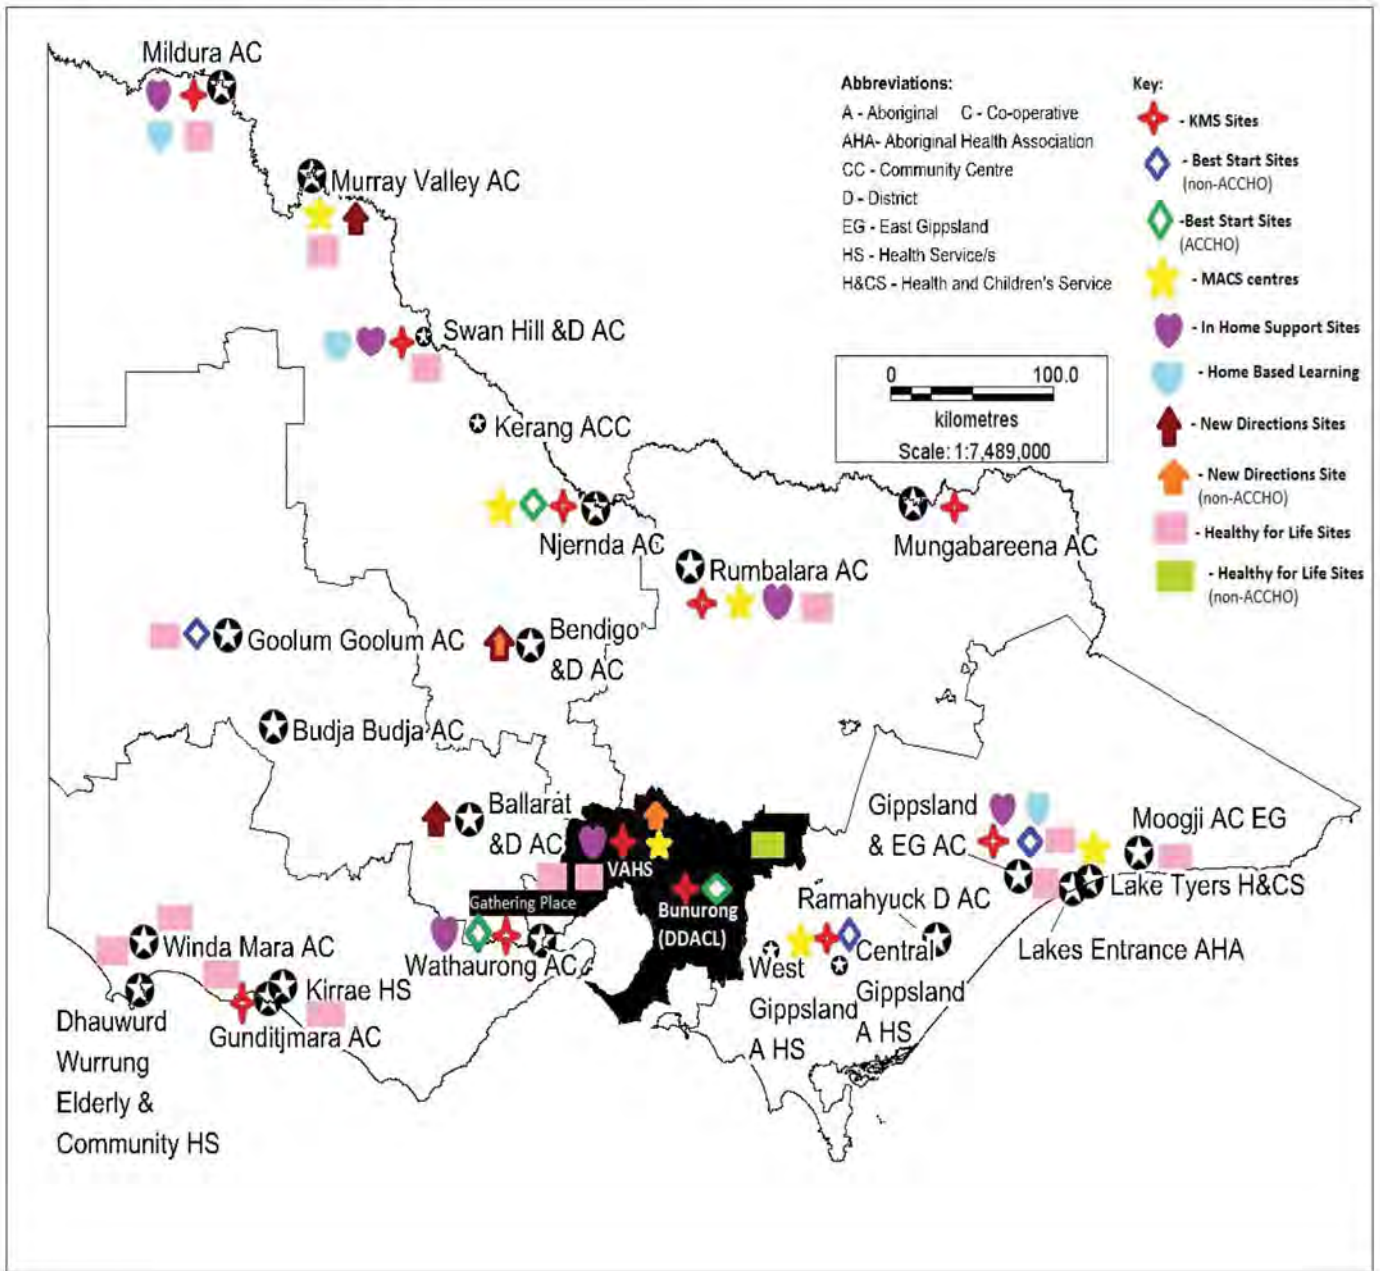 Mildura AC
Murray Valley AC
Swan Hill &D AC
Kerang ACC
Njernda AC
Rumbalara AC
Mungabareena AC
Goolum Goolum AC
Bendigo
&D AC
Budja Budja AC
Ballarat
&D AC
VAHS
Gathering Place
Bunurong
(DDACL)
Wathaurong AC
Winda Mara AC
Kirrae HS
Gunditjmara AC
Dhauwurd
Wurrung
Elderly &
Community HS
Gippsland
& EG AC
Moogji AC EG
Lake Tyers H&CS
Lakes Entrance AHA
Ramahyuck D AC
West
Gippsland
A HS
Central
Gippsland
A HS
Abbreviations:
A - Aboriginal C - Co-operative
AHA- Aboriginal Health Association
CC - Community Centre
D - District
EG - East Gippsland
HS - Health Service/s
H&CS - Health and Children's Service
0 100.0
kilometres
Scale: 1:7,489,000
Key:
- KMS Sites
- Best Start Sites
(non-ACCHO)
-Best Start Sites
(ACCHO)
- MACS centres
- In Home Support Sites
- Home Based Learning
- New Directions Sites
- New Directions Site
(non-ACCHO)
- Healthy for Life Sites
- Healthy for Life Sites
(non-ACCHO)